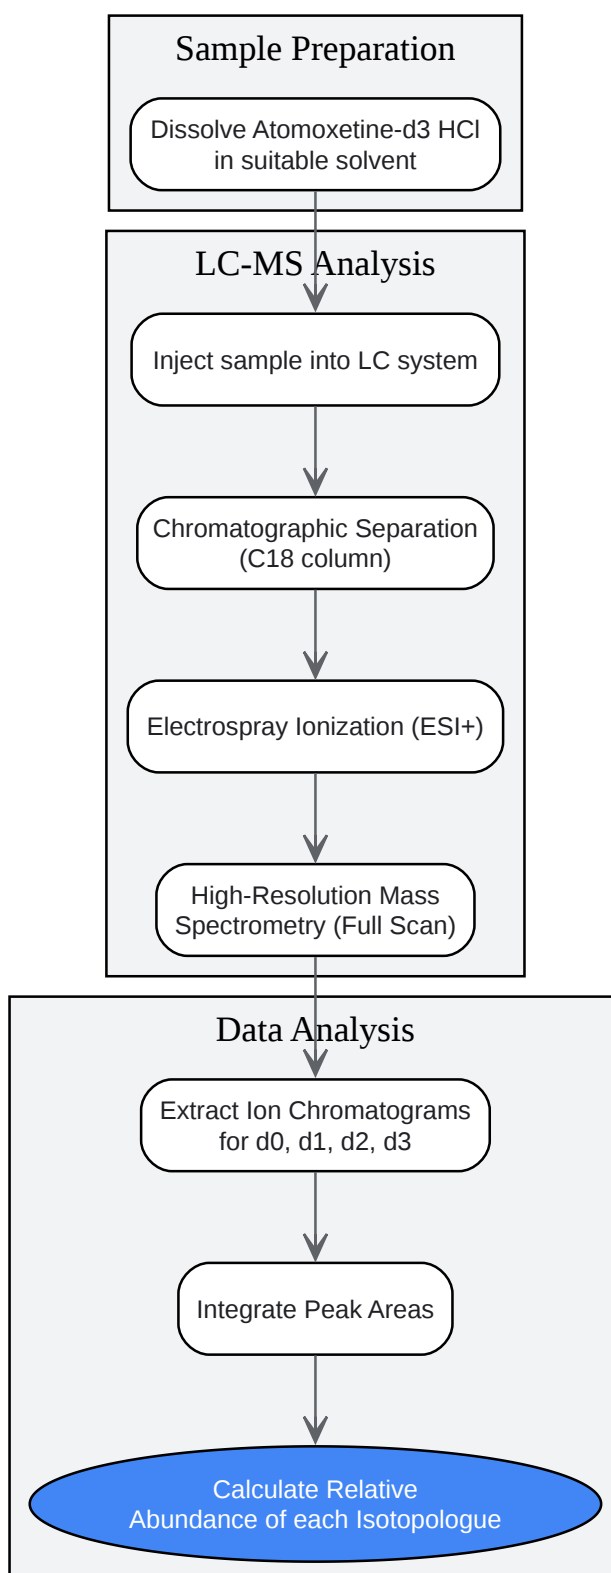 Sample Preparation
Dissolve Atomoxetine-d3 HCl
in suitable solvent
LC-MS Analysis
Inject sample into LC system
Chromatographic Separation
(C18 column)
Electrospray Ionization (ESI+)
High-Resolution Mass
Spectrometry (Full Scan)
Data Analysis
Extract Ion Chromatograms
for d0, d1, d2, d3
Integrate Peak Areas
Calculate Relative
Abundance of each Isotopologue